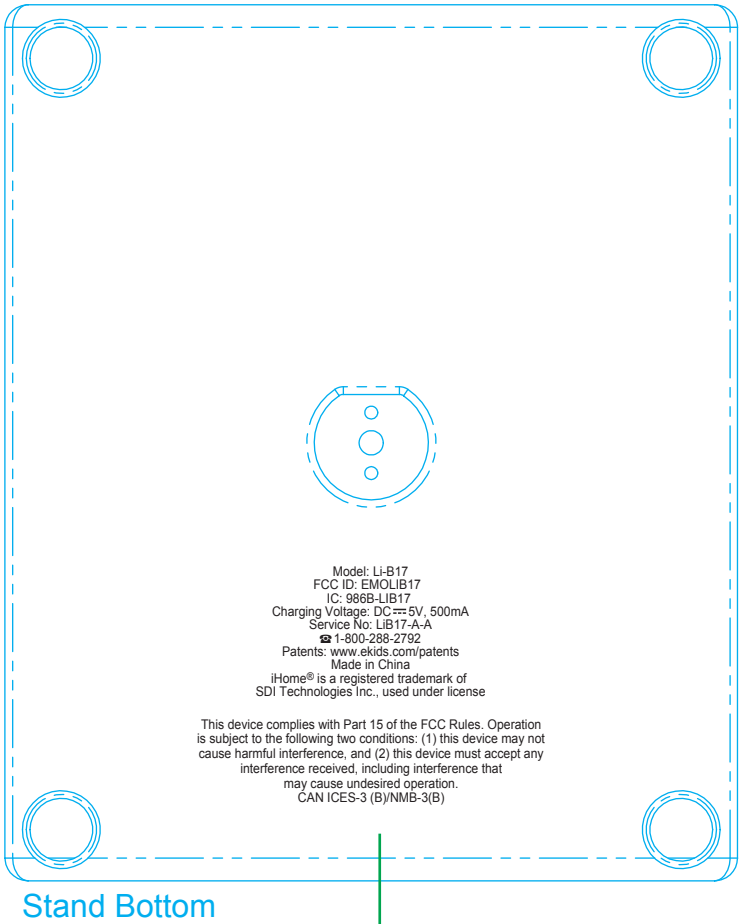 Model: Li-B17
FCC ID: EMOLIB17
IC: 986B-LIB17
Charging Voltage: DC⎓5V, 500mA
Service No: LiB17-A-A
☎1-800-288-2792
Patents: www.ekids.com/patents
Made in China
iHome® is a registered trademark of
SDI Technologies Inc., used under license
This device complies with Part 15 of the FCC Rules. Operation
is subject to the following two conditions: (1) this device may not
cause harmful interference, and (2) this device must accept any
interference received, including interference that
may cause undesired operation.
CAN ICES-3 (B)/NMB-3(B)
Stand Bottom